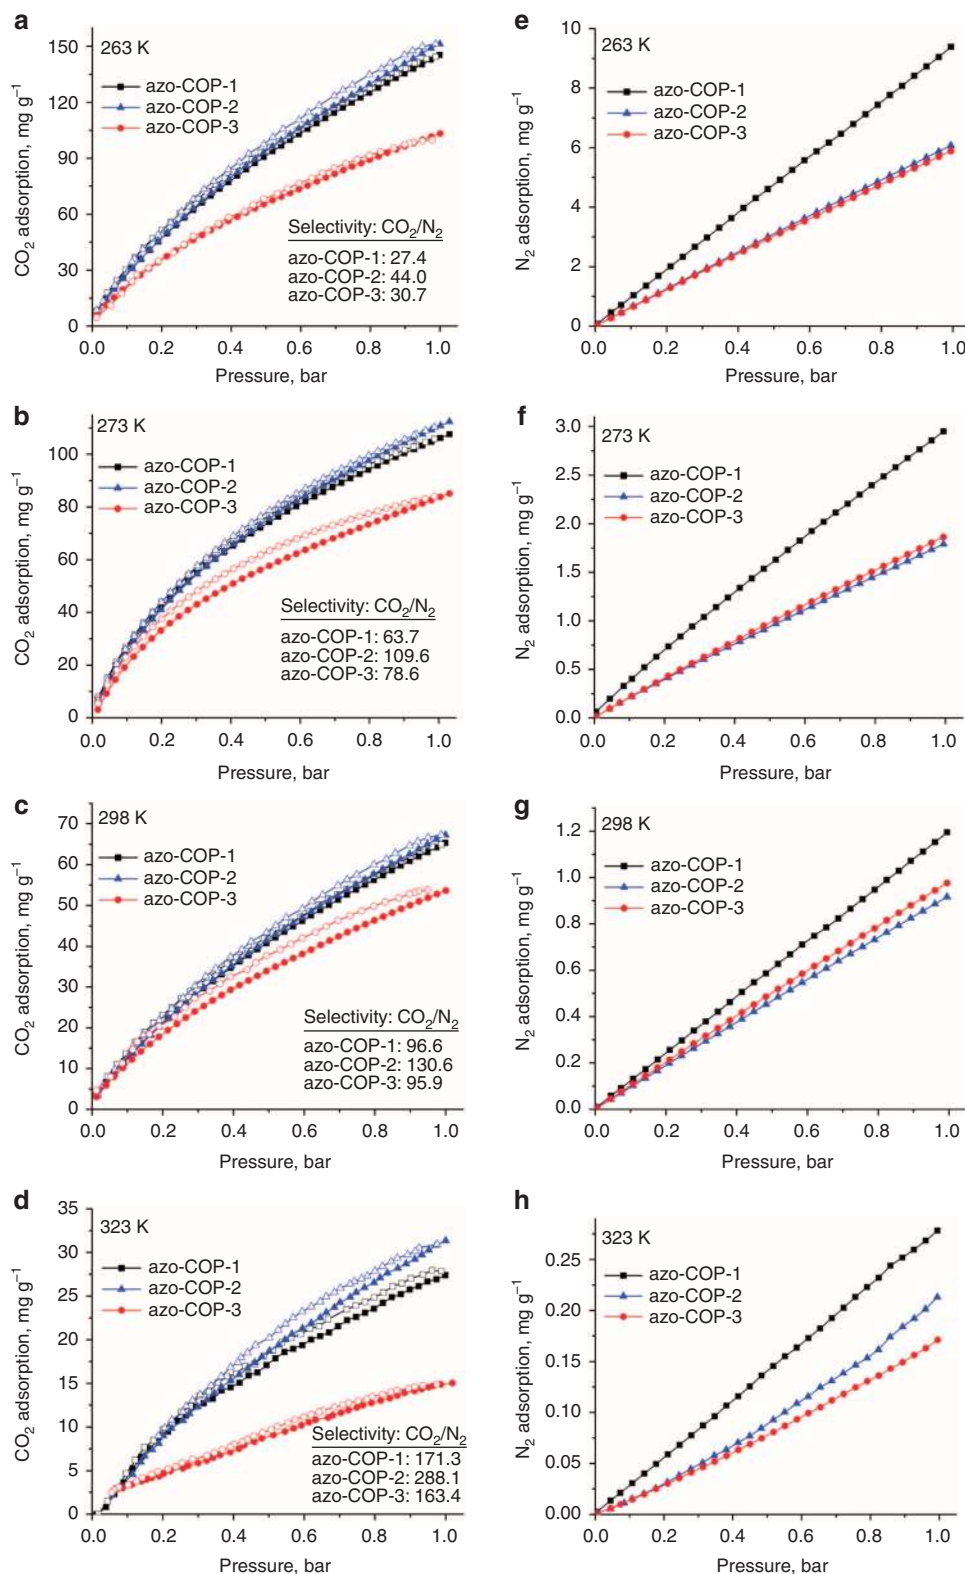 a
263 K
azo-COP-1
azo-COP-2
azo-COP-3
Selectivity: CO₂/N₂
azo-COP-1: 27.4
azo-COP-2: 44.0
azo-COP-3: 30.7
CO₂ adsorption, mg g⁻¹
150
120
90
60
30
0
0.0 0.2 0.4 0.6 0.8 1.0
Pressure, bar
e
263 K
azo-COP-1
azo-COP-2
azo-COP-3
N₂ adsorption, mg g⁻¹
10
8
6
4
2
0
0.0 0.2 0.4 0.6 0.8 1.0
Pressure, bar
b
273 K
azo-COP-1
azo-COP-2
azo-COP-3
Selectivity: CO₂/N₂
azo-COP-1: 63.7
azo-COP-2: 109.6
azo-COP-3: 78.6
CO₂ adsorption, mg g⁻¹
100
80
60
40
20
0
0.0 0.2 0.4 0.6 0.8 1.0
Pressure, bar
f
273 K
azo-COP-1
azo-COP-2
azo-COP-3
N₂ adsorption, mg g⁻¹
3.0
2.5
2.0
1.5
1.0
0.5
0.0
0.0 0.2 0.4 0.6 0.8 1.0
Pressure, bar
c
298 K
azo-COP-1
azo-COP-2
azo-COP-3
Selectivity: CO₂/N₂
azo-COP-1: 96.6
azo-COP-2: 130.6
azo-COP-3: 95.9
CO₂ adsorption, mg g⁻¹
70
60
50
40
30
20
10
0
0.0 0.2 0.4 0.6 0.8 1.0
Pressure, bar
g
298 K
azo-COP-1
azo-COP-2
azo-COP-3
N₂ adsorption, mg g⁻¹
1.2
1.0
0.8
0.6
0.4
0.2
0.0
0.0 0.2 0.4 0.6 0.8 1.0
Pressure, bar
d
323 K
azo-COP-1
azo-COP-2
azo-COP-3
Selectivity: CO₂/N₂
azo-COP-1: 171.3
azo-COP-2: 288.1
azo-COP-3: 163.4
CO₂ adsorption, mg g⁻¹
35
30
25
20
15
10
5
0
0.0 0.2 0.4 0.6 0.8 1.0
Pressure, bar
h
323 K
azo-COP-1
azo-COP-2
azo-COP-3
N₂ adsorption, mg g⁻¹
0.25
0.20
0.15
0.10
0.05
0.00
0.0 0.2 0.4 0.6 0.8 1.0
Pressure, bar